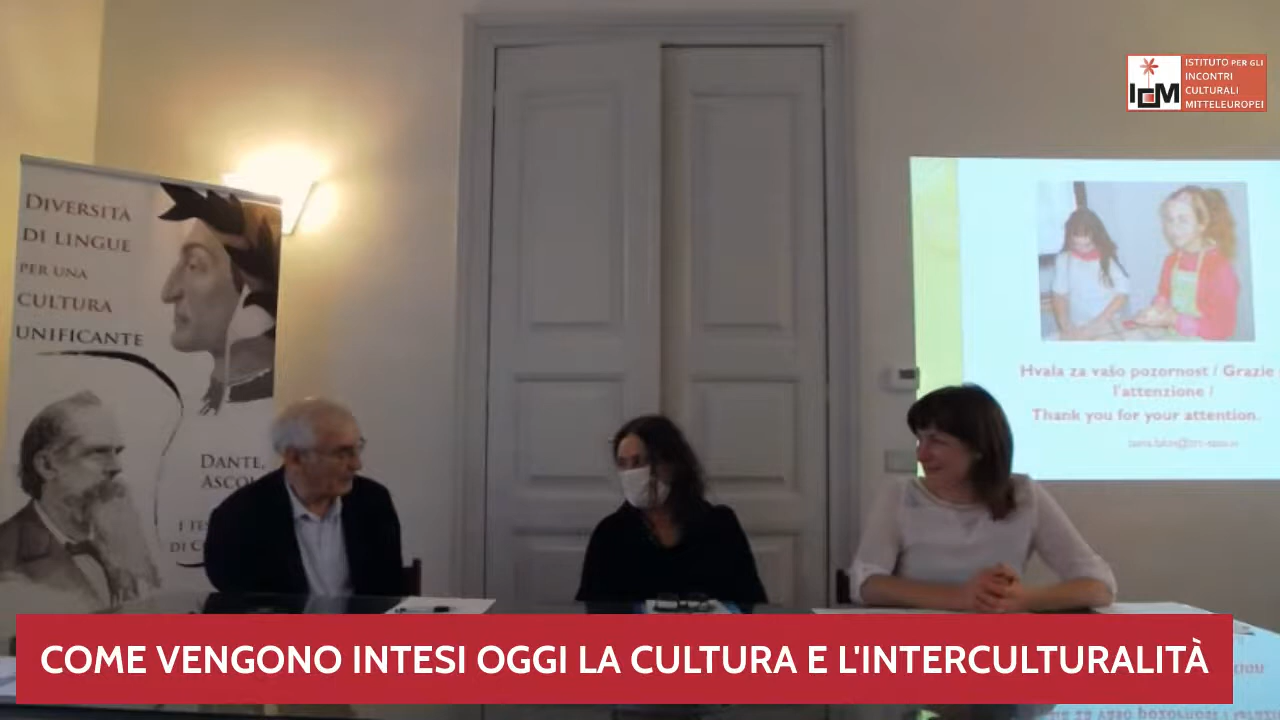 ISTITUTO PER GLI
INCONTRI
CULTURALI
MITTELEUROPEI
ICM
DIVERSITÀ
DI LINGUE
PER UNA
CULTURA
UNIFICANTE
DANTE,
Hvala za vašo pozornost / Grazie
l'attenzione /
Thank you for your attention.
COME VENGONO INTESI OGGI LA CULTURA E L'INTERCULTURALITÀ